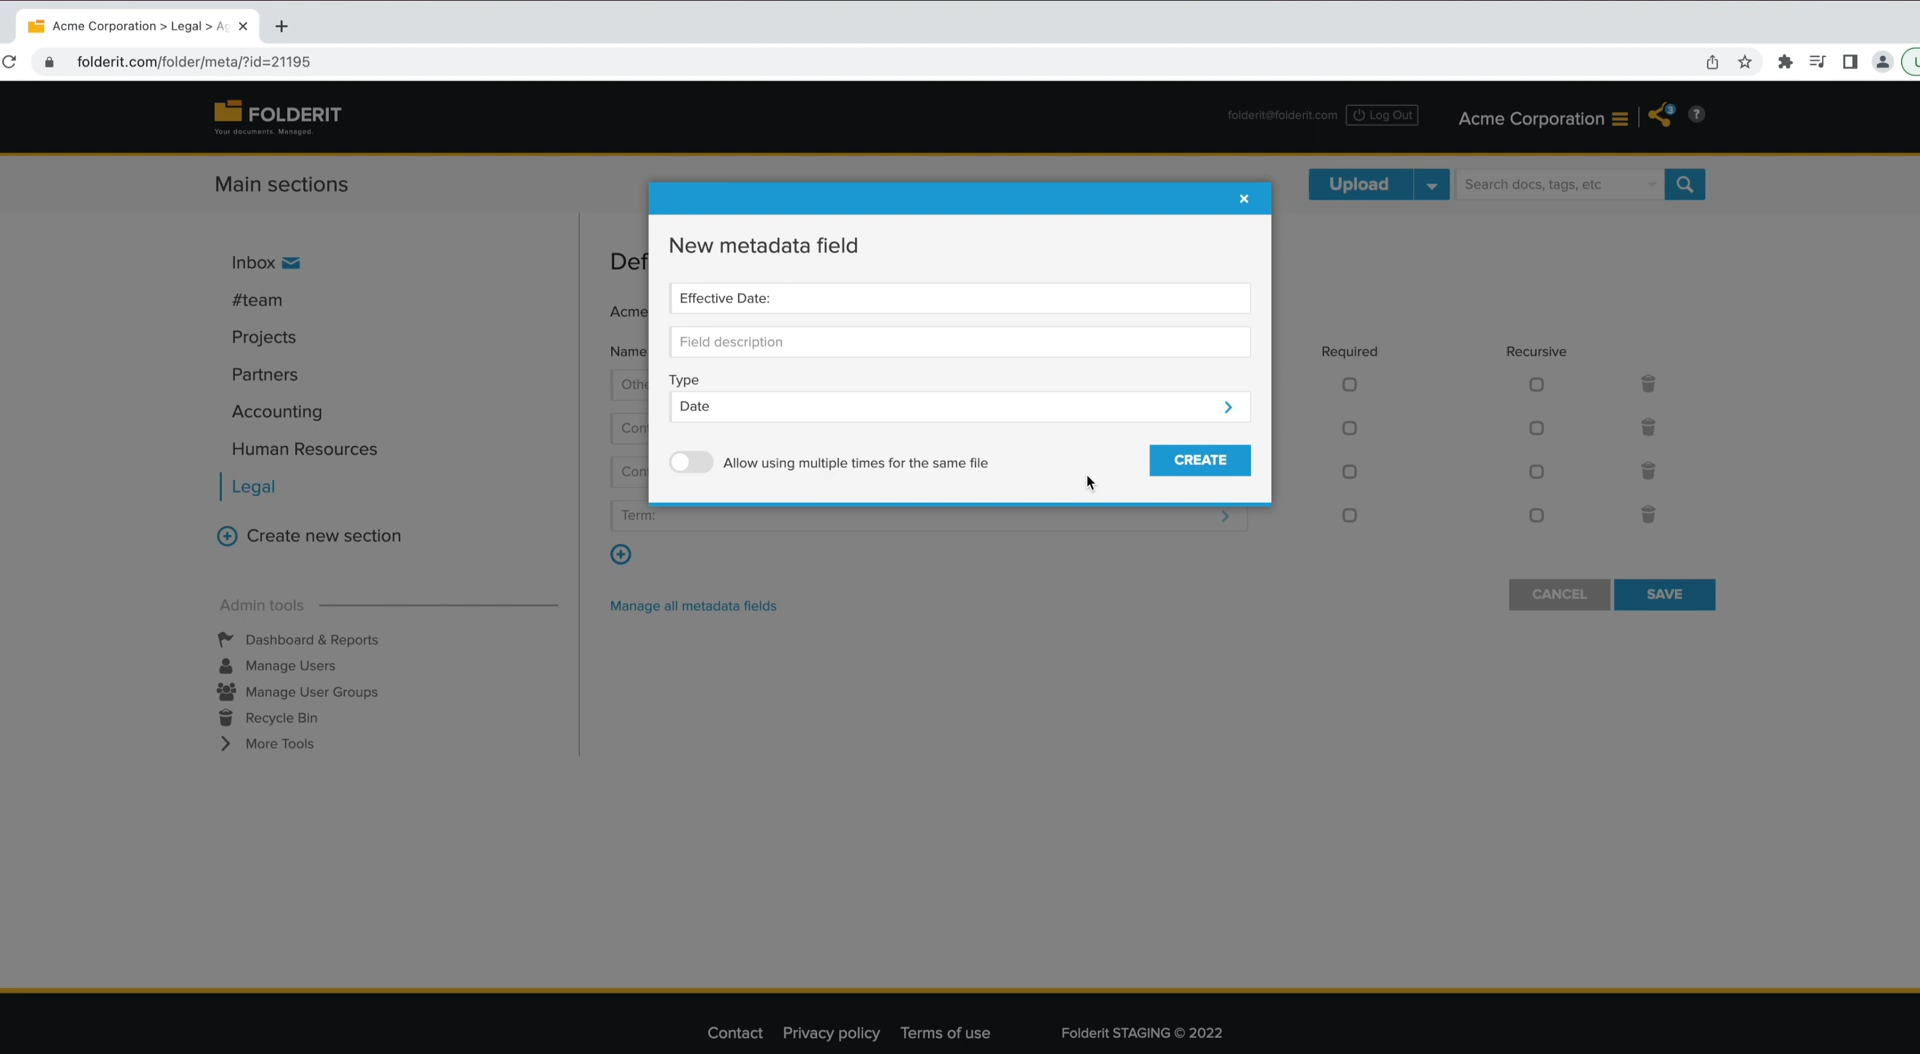 Acme Corporation > Legal > Ag
folderit.com/folder/meta/?id=21195
FOLDERIT
Your documents. Managed.
folderit@folderit.com
Log Out
Acme Corporation
3
?
Main sections
Upload
Search docs, tags, etc
Inbox
#team
Projects
Partners
Accounting
Human Resources
Legal
Create new section
Admin tools
Dashboard & Reports
Manage Users
Manage User Groups
Recycle Bin
More Tools
Def
Acme
Name
Required
Recursive
Othe
Con
Con
Term:
Manage all metadata fields
CANCEL
SAVE
New metadata field
Effective Date:
Field description
Type
Date
Allow using multiple times for the same file
CREATE
Contact
Privacy policy
Terms of use
Folderit STAGING © 2022